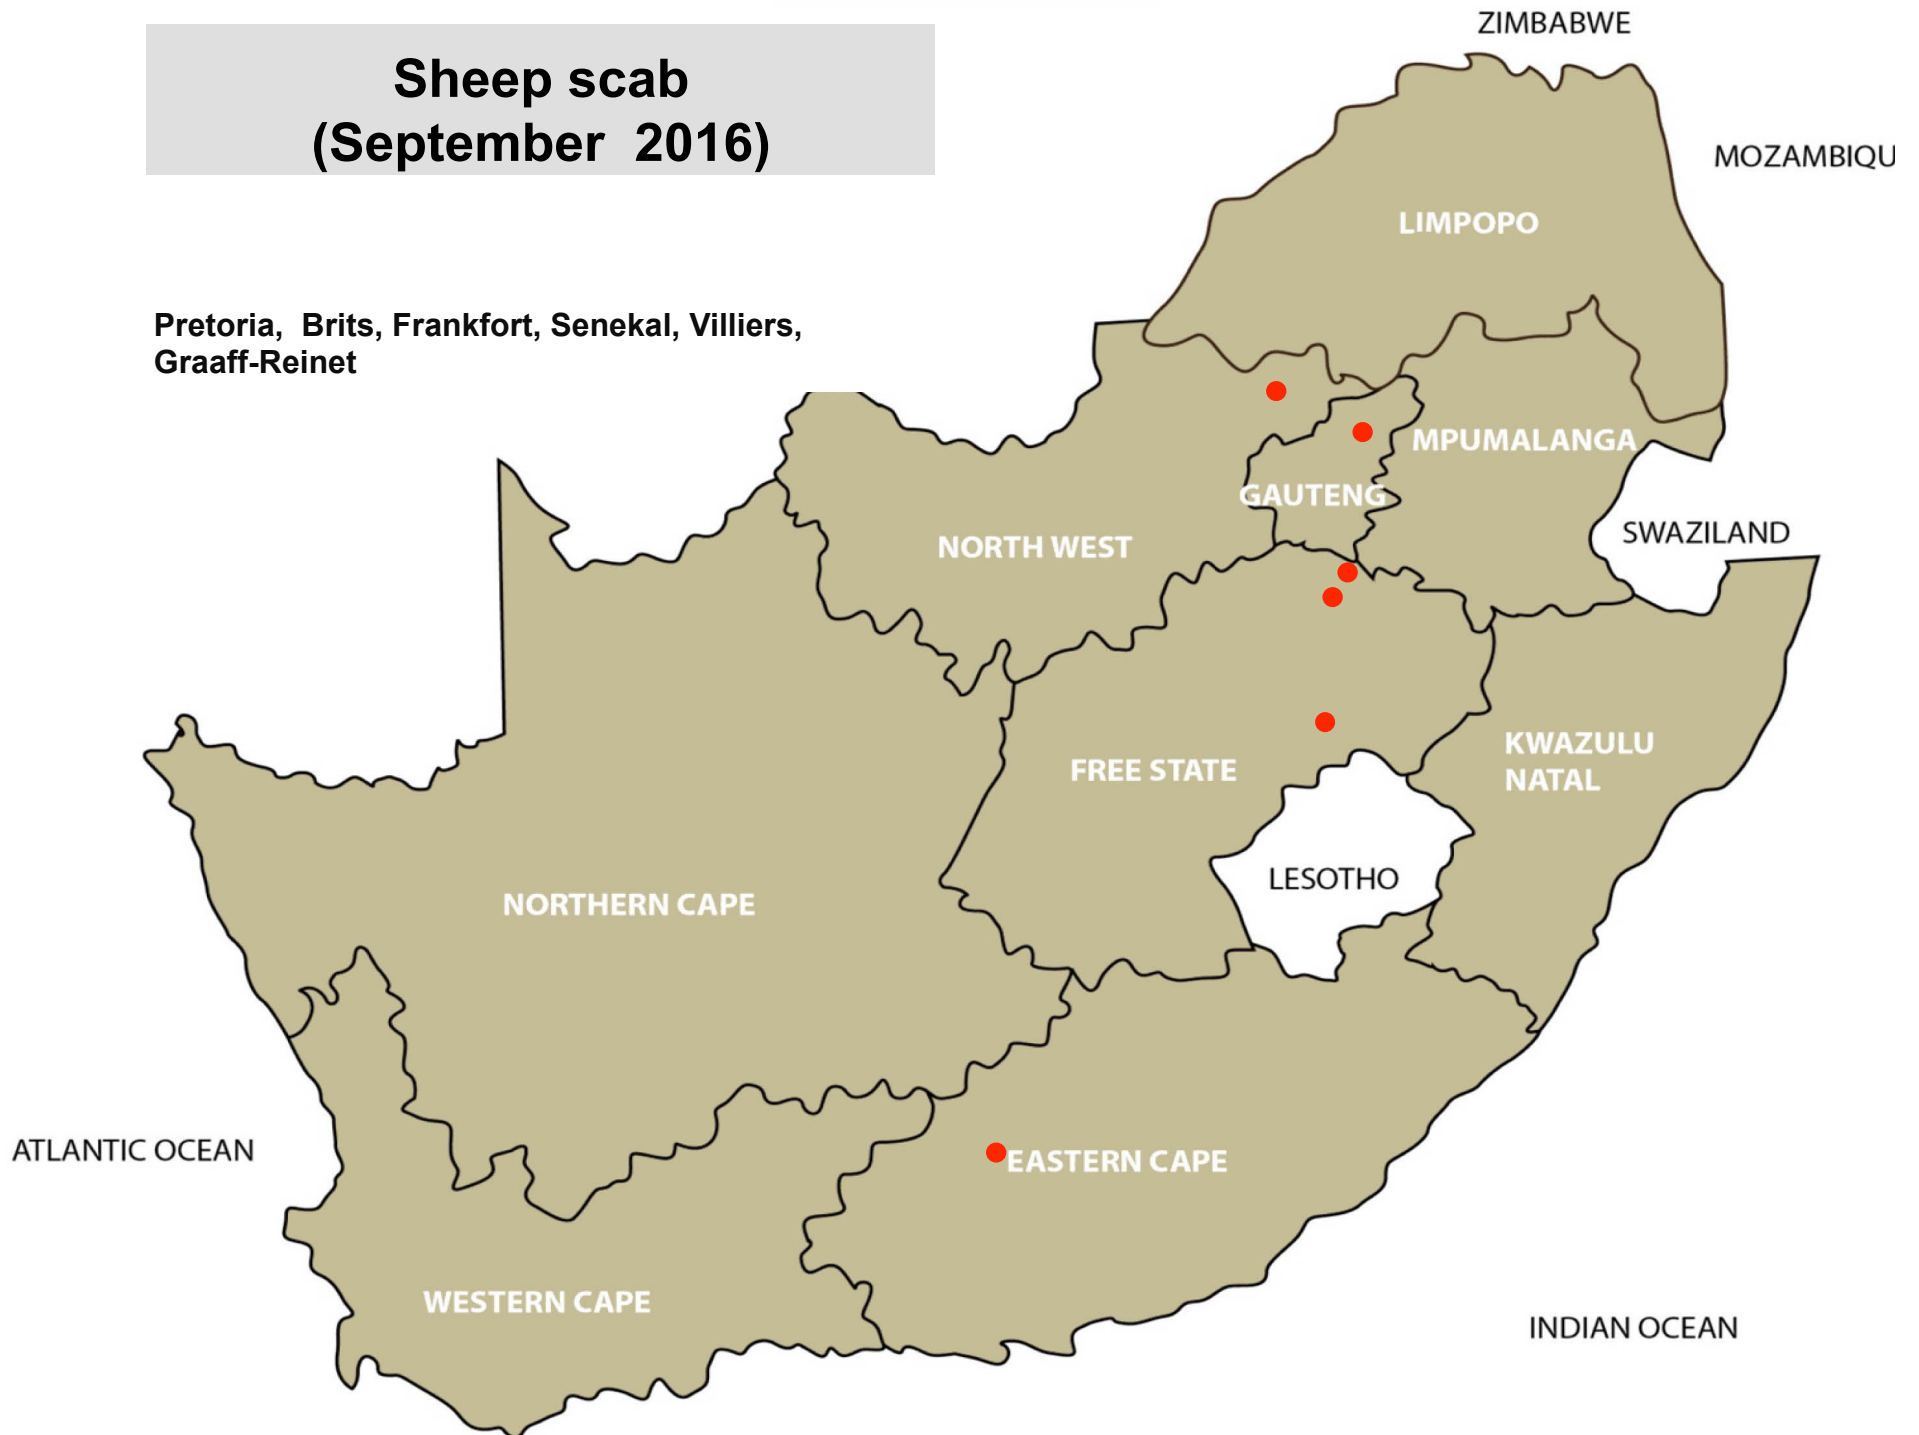 Sheep scab
(September 2016)
Pretoria, Brits, Frankfort, Senekal, Villiers,
Graaff-Reinet
ZIMBABWE
MOZAMBIQU
LIMPOPO
MPUMALANGA
GAUTENG
SWAZILAND
NORTH WEST
KWAZULU
NATAL
FREE STATE
LESOTHO
NORTHERN CAPE
ATLANTIC OCEAN
EASTERN CAPE
WESTERN CAPE
INDIAN OCEAN